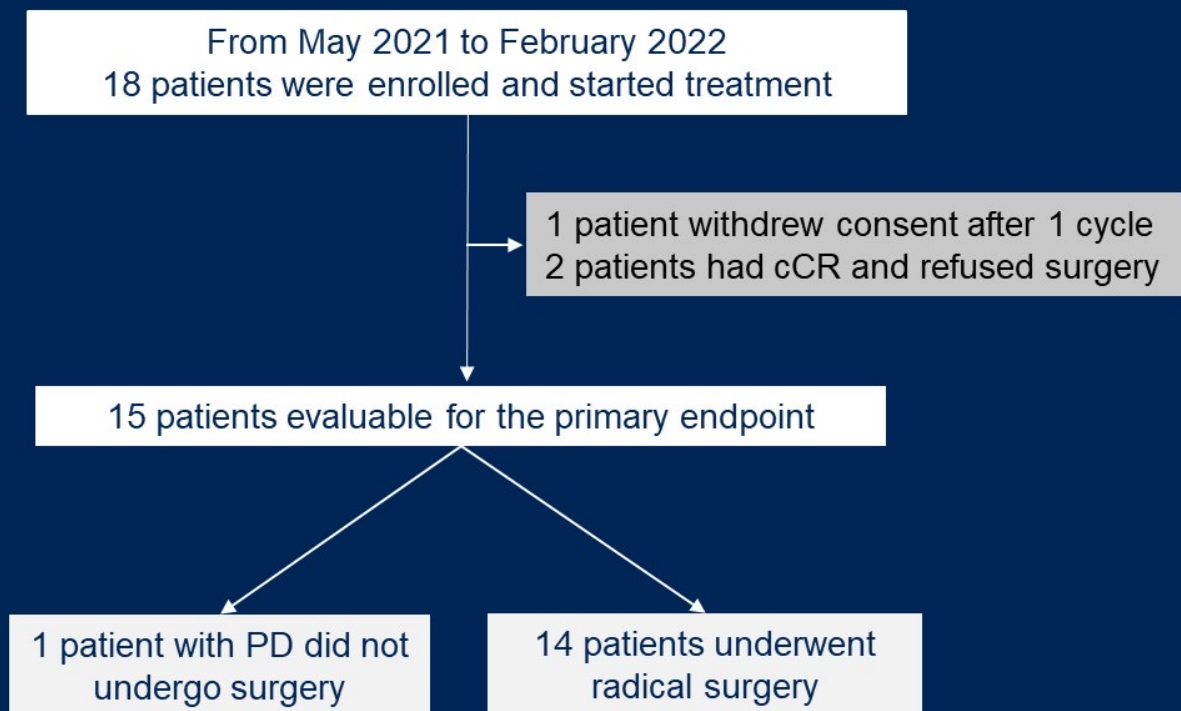 From May 2021 to February 2022
18 patients were enrolled and started treatment
1 patient withdrew consent after 1 cycle
2 patients had cCR and refused surgery
15 patients evaluable for the primary endpoint
1 patient with PD did not
undergo surgery
14 patients underwent
radical surgery